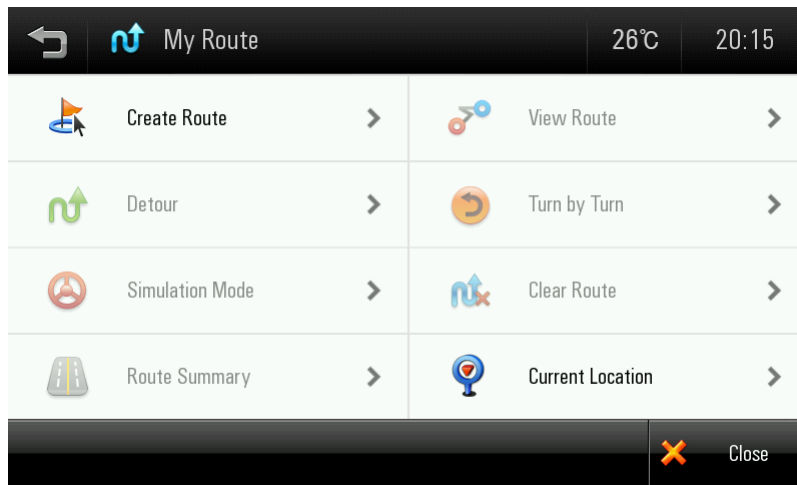 My Route 26℃ 20:15
Create Route View Route
Detour Turn by Turn
Simulation Mode Clear Route
Route Summary Current Location
Close